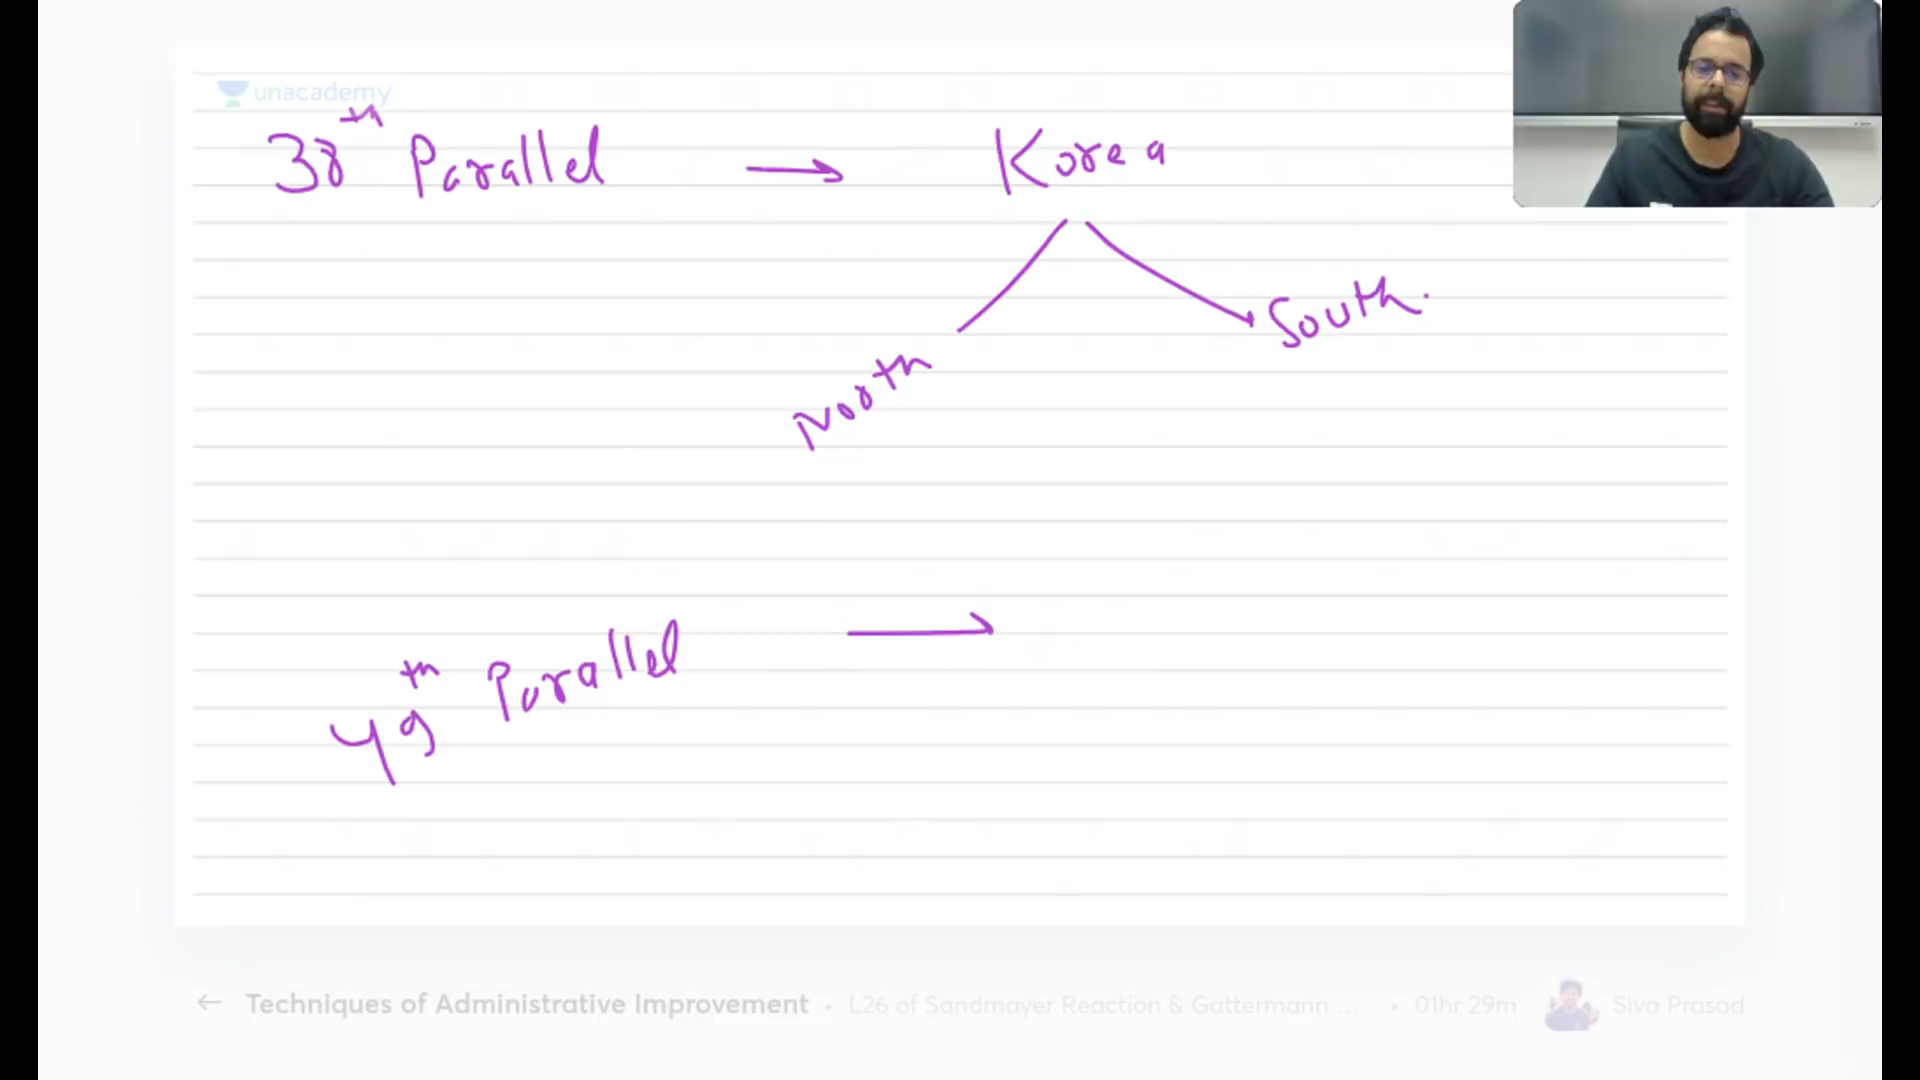 unacademy
38th Parallel → Korea
South.
North
49th Parallel →
← Techniques of Administrative Improvement • L26 of Sandmayer Reaction & Gattermann ... • 01hr 29m Siva Prasad